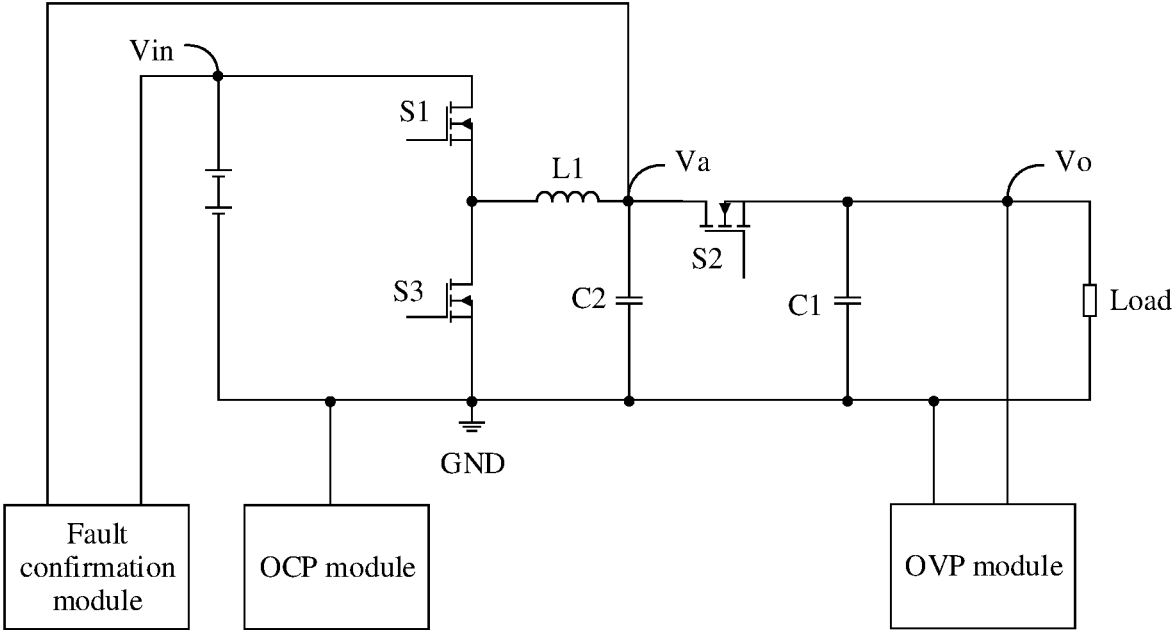 Vin
S1
L1
Va
Vo
S2
S3
C2
C1
Load
GND
Fault
confirmation
module
OCP module
OVP module